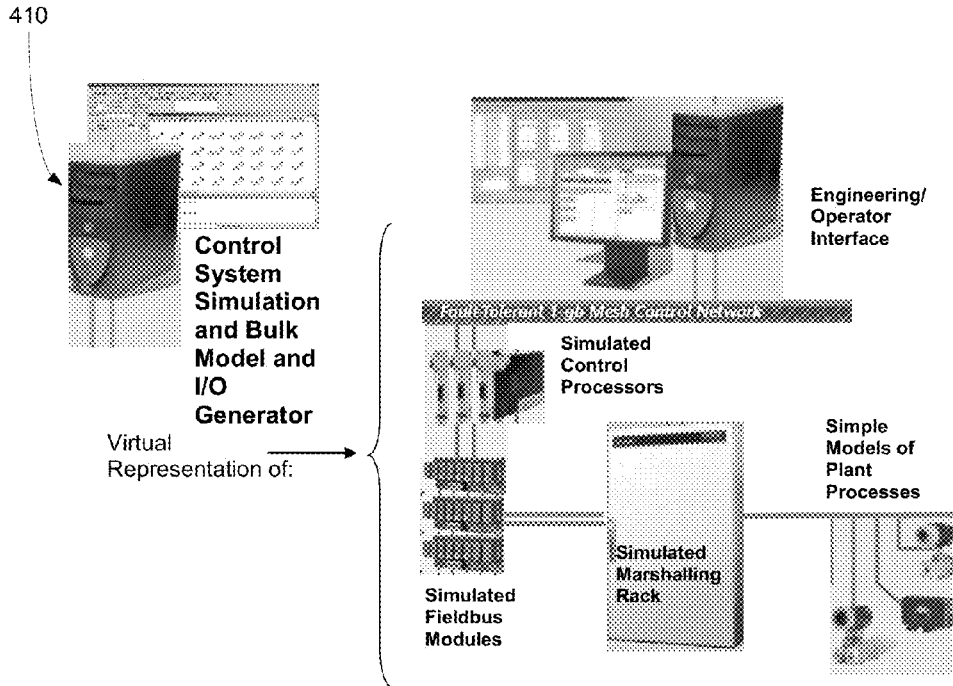 410
Control
System
Simulation
and Bulk
Model and
I/O
Generator
Virtual
Representation of:
Engineering/
Operator
Interface
Fault-Tolerant 1 gb Mesh Control Network
Simulated
Control
Processors
Simple
Models of
Plant
Processes
Simulated
Marshalling
Rack
Simulated
Fieldbus
Modules